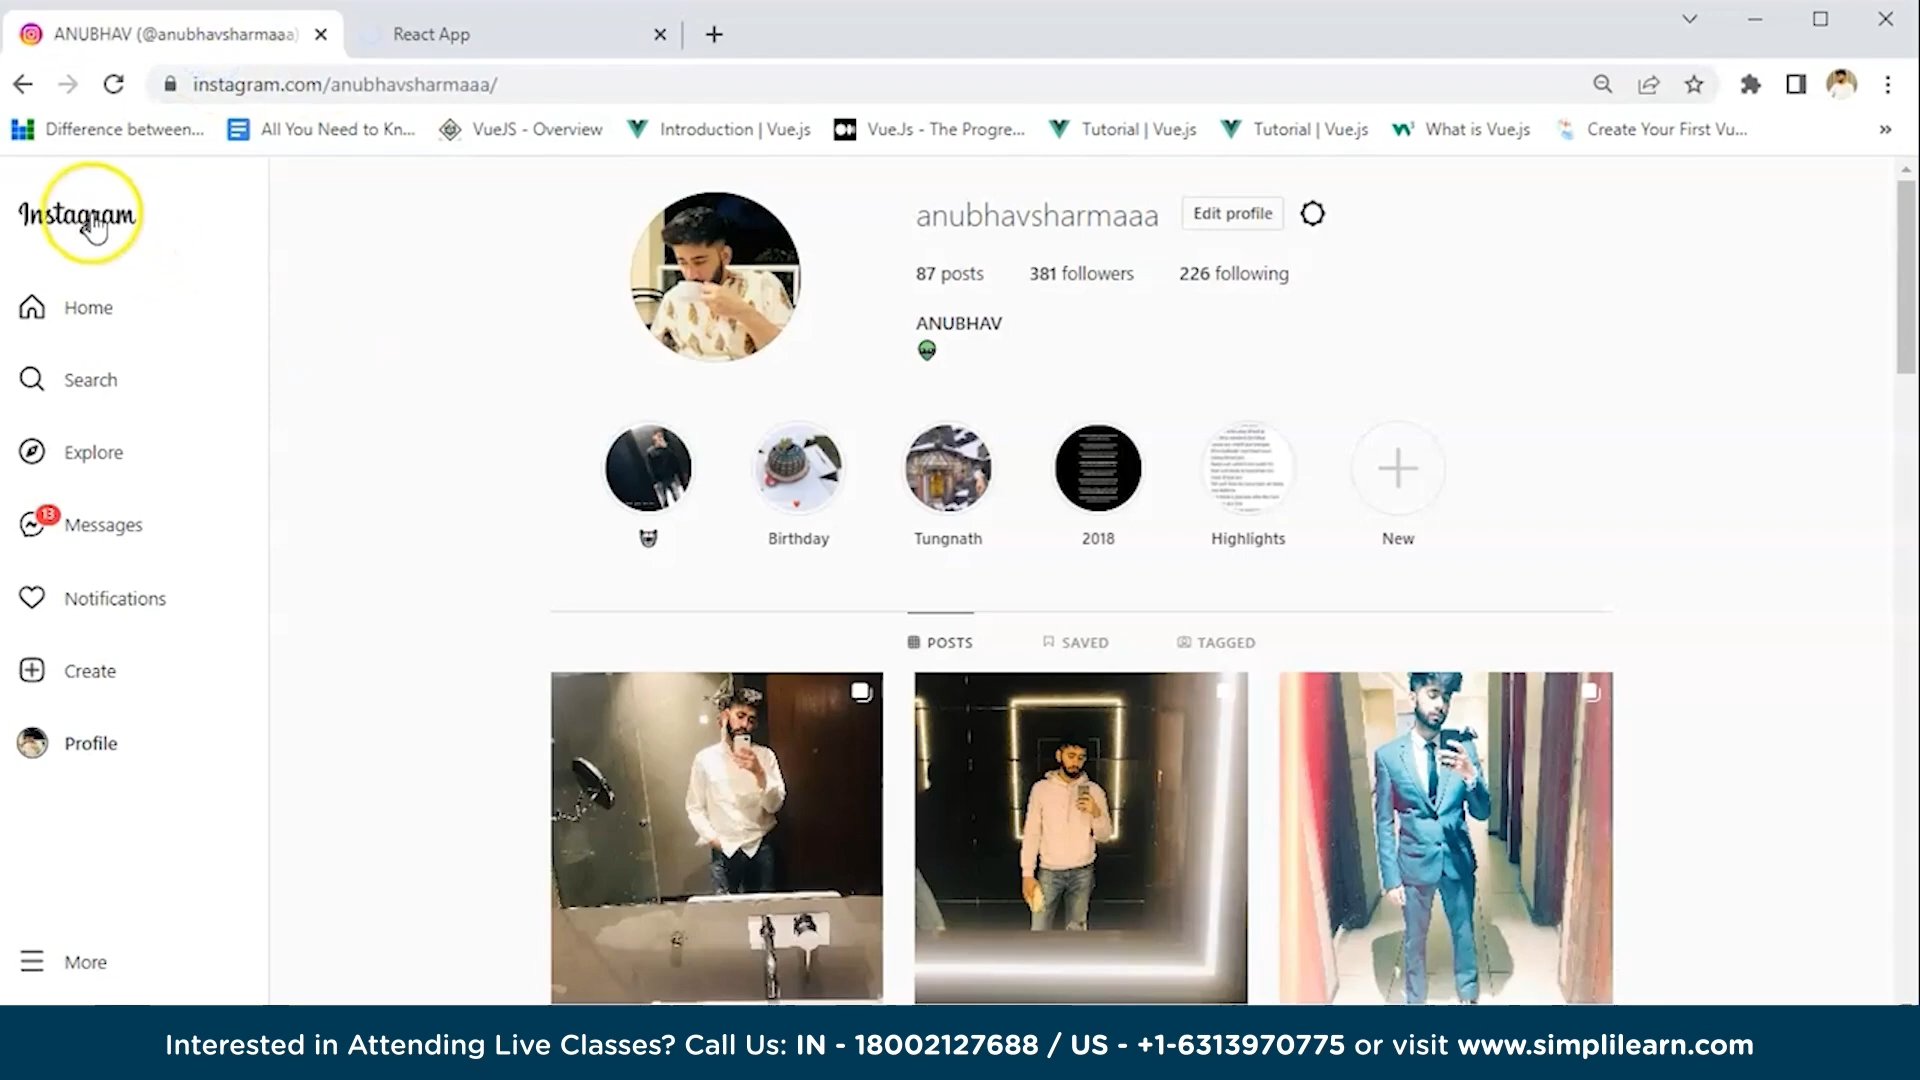 ANUBHAV (@anubhavsharmaaa)
React App
instagram.com/anubhavsharmaaa/
Difference between...
All You Need to Kn...
VueJS - Overview
Introduction | Vue.js
VueJs - The Progre...
Tutorial | Vue.js
Tutorial | Vue.js
What is Vue.js
Create Your First Vu...
»
Instagram
Home
Search
Explore
13
Messages
Notifications
Create
Profile
More
anubhavsharmaaa
Edit profile
87 posts
381 followers
226 following
ANUBHAV
Birthday
Tungnath
2018
Highlights
New
POSTS
SAVED
TAGGED
Interested in Attending Live Classes? Call Us: IN - 18002127688 / US - +1-6313970775 or visit www.simplilearn.com